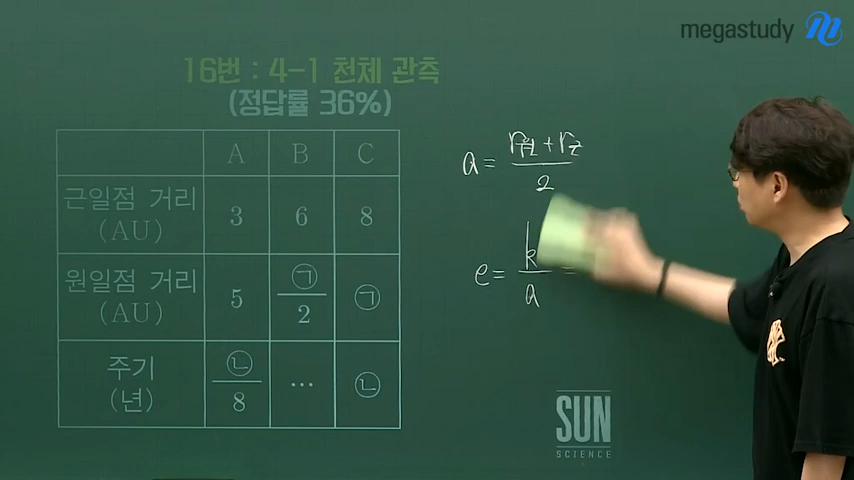 megastudy
16번 : 4-1 천체 관측
(정답률 36%)
A B C
근일점 거리 (AU) 3 6 8
원일점 거리 (AU) 5 ㉠/2 ㉠
주기 (년) ㉡/8 … ㉡
a = (r근 + r원)/2
e = k/a =
SUN
SCIENCE